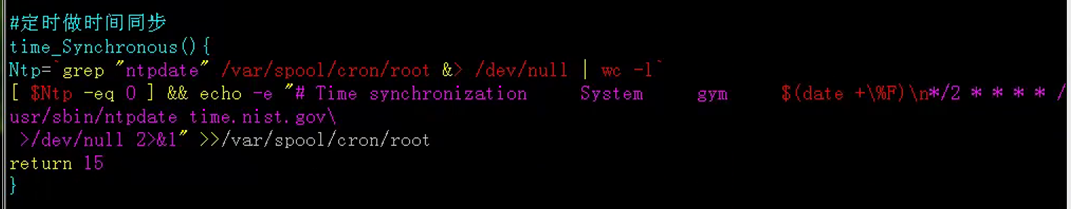 #定时做时间同步
time_Synchronous(){
Ntp=`grep "ntpdate" /var/spool/cron/root &> /dev/null | wc -l`
[ $Ntp -eq 0 ] && echo -e "# Time synchronization     System     gym     $(date +\%F)\n*/2 * * * * /
usr/sbin/ntpdate time.nist.gov\
 >/dev/null 2>&1" >>/var/spool/cron/root
return 15
}